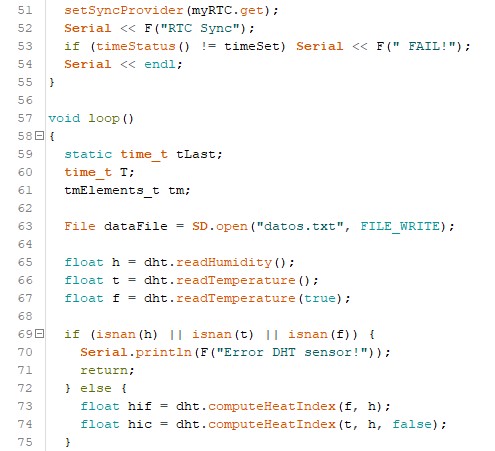 51 setSyncProvider(myRTC.get);
52 Serial << F("RTC Sync");
53 if (timeStatus() != timeSet) Serial << F(" FAIL!");
54 Serial << endl;
55 }
56
57 void loop()
58 {
59 static time_t tLast;
60 time_t T;
61 tmElements_t tm;
62
63 File dataFile = SD.open("datos.txt", FILE_WRITE);
64
65 float h = dht.readHumidity();
66 float t = dht.readTemperature();
67 float f = dht.readTemperature(true);
68
69 if (isnan(h) || isnan(t) || isnan(f)) {
70 Serial.println(F("Error DHT sensor!"));
71 return;
72 } else {
73 float hif = dht.computeHeatIndex(f, h);
74 float hic = dht.computeHeatIndex(t, h, false);
75 }